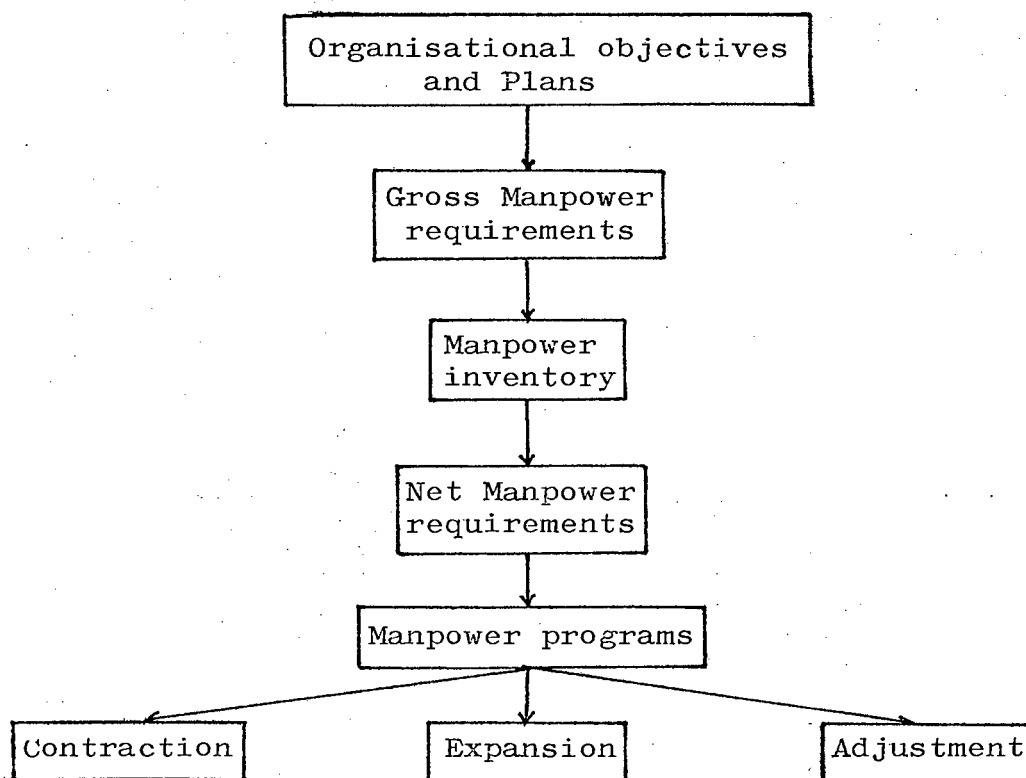 Organisational objectives
and Plans
Gross Manpower
requirements
Manpower
inventory
Net Manpower
requirements
Manpower programs
Contraction
Expansion
Adjustment